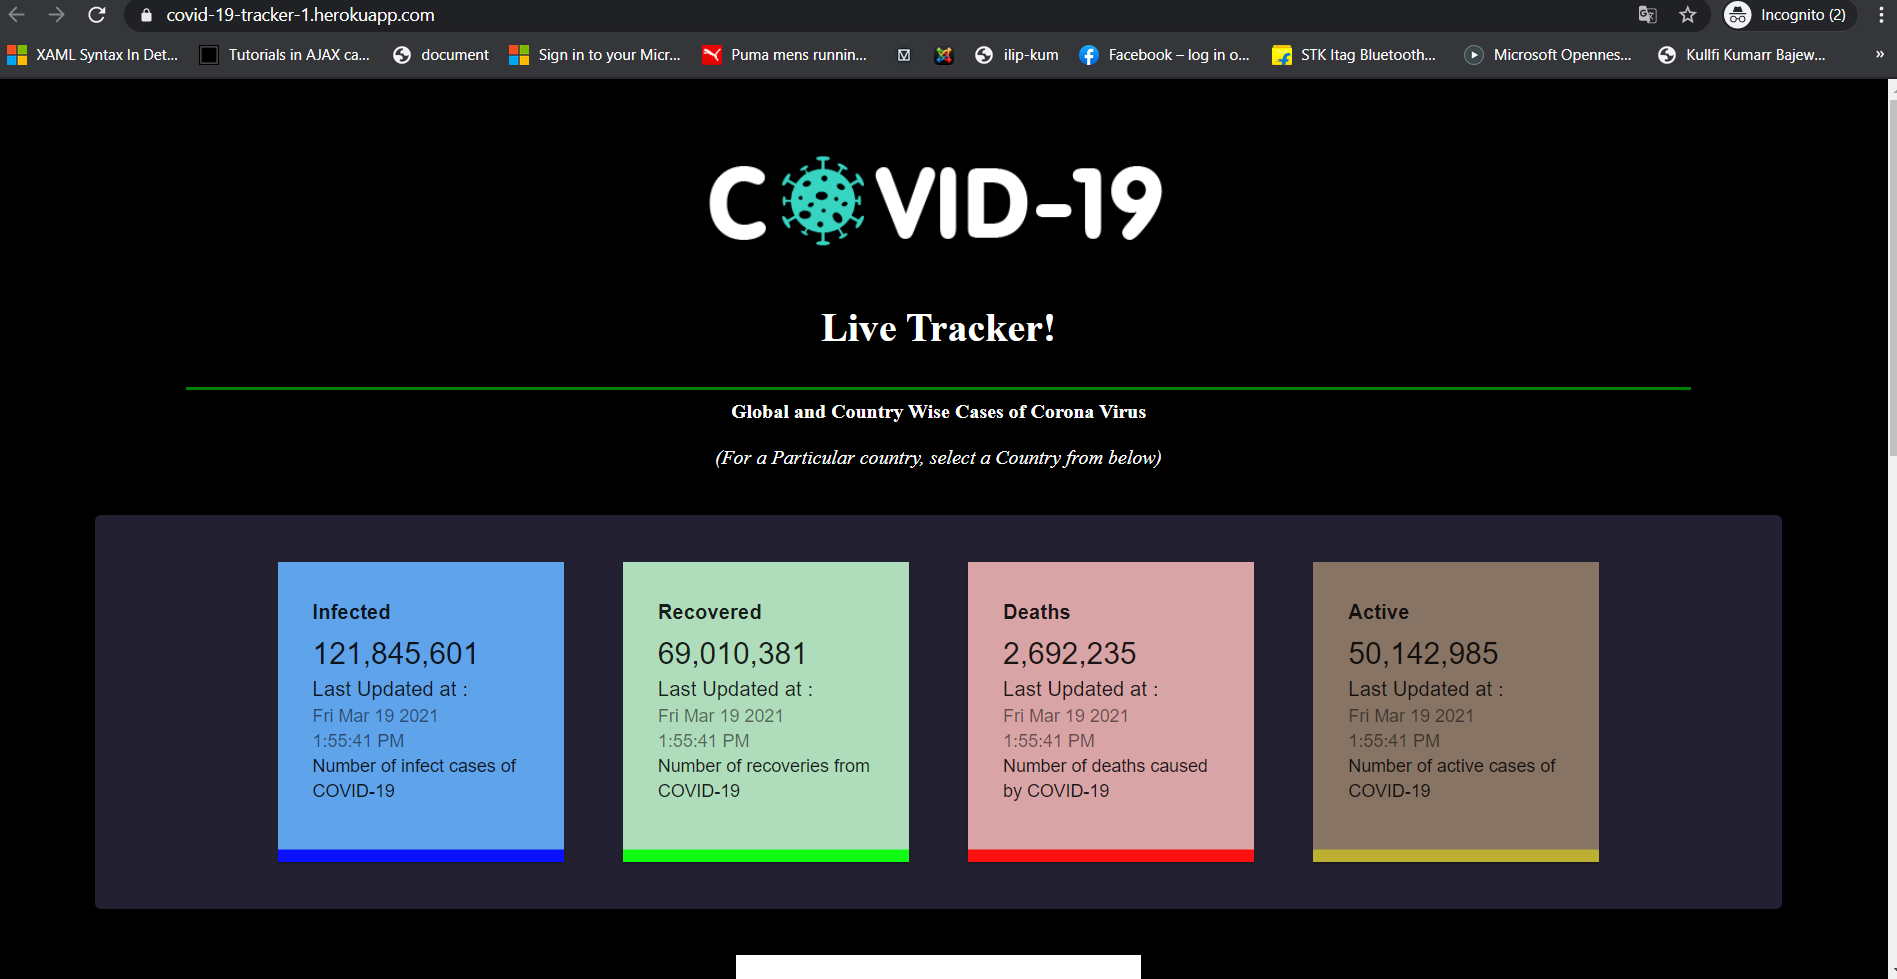 covid-19-tracker-1.herokuapp.com
Incognito (2)
XAML Syntax In Det...
Tutorials in AJAX ca...
document
Sign in to your Micr...
Puma mens runnin...
ilip-kum
Facebook – log in o...
STK Itag Bluetooth...
Microsoft Opennes...
Kullfi Kumarr Bajew...
»
COVID-19
Live Tracker!
Global and Country Wise Cases of Corona Virus
(For a Particular country, select a Country from below)
Infected
121,845,601
Last Updated at :
Fri Mar 19 2021
1:55:41 PM
Number of infect cases of
COVID-19
Recovered
69,010,381
Last Updated at :
Fri Mar 19 2021
1:55:41 PM
Number of recoveries from
COVID-19
Deaths
2,692,235
Last Updated at :
Fri Mar 19 2021
1:55:41 PM
Number of deaths caused
by COVID-19
Active
50,142,985
Last Updated at :
Fri Mar 19 2021
1:55:41 PM
Number of active cases of
COVID-19